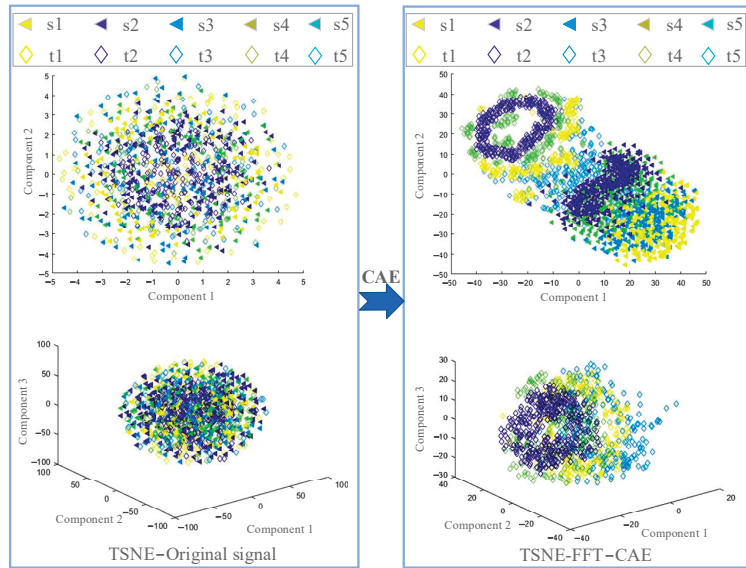 s1 s2 s3 s4 s5
t1 t2 t3 t4 t5
5
4
3
2
1
0
−1
−2
−3
−4
5
Component 2
−5 −4 −3 −2 −1 0 1 2 3 4 5
Component 1
100
50
0
−50
−100
Component 3
100
50
0
−50
−100
Component 2
−100
−50
0
50
100
Component 1
TSNE−Original signal
CAE
s1 s2 s3 s4 s5
t1 t2 t3 t4 t5
50
40
30
20
10
0
−10
−20
−30
−40
−50
Component 2
−50 −40 −30 −20 −10 0 10 20 30 40 50
Component 1
30
20
10
0
−10
−20
−30
Component 3
40
20
0
−20
−40
Component 2
−40
−20
0
20
Component 1
TSNE-FFT−CAE